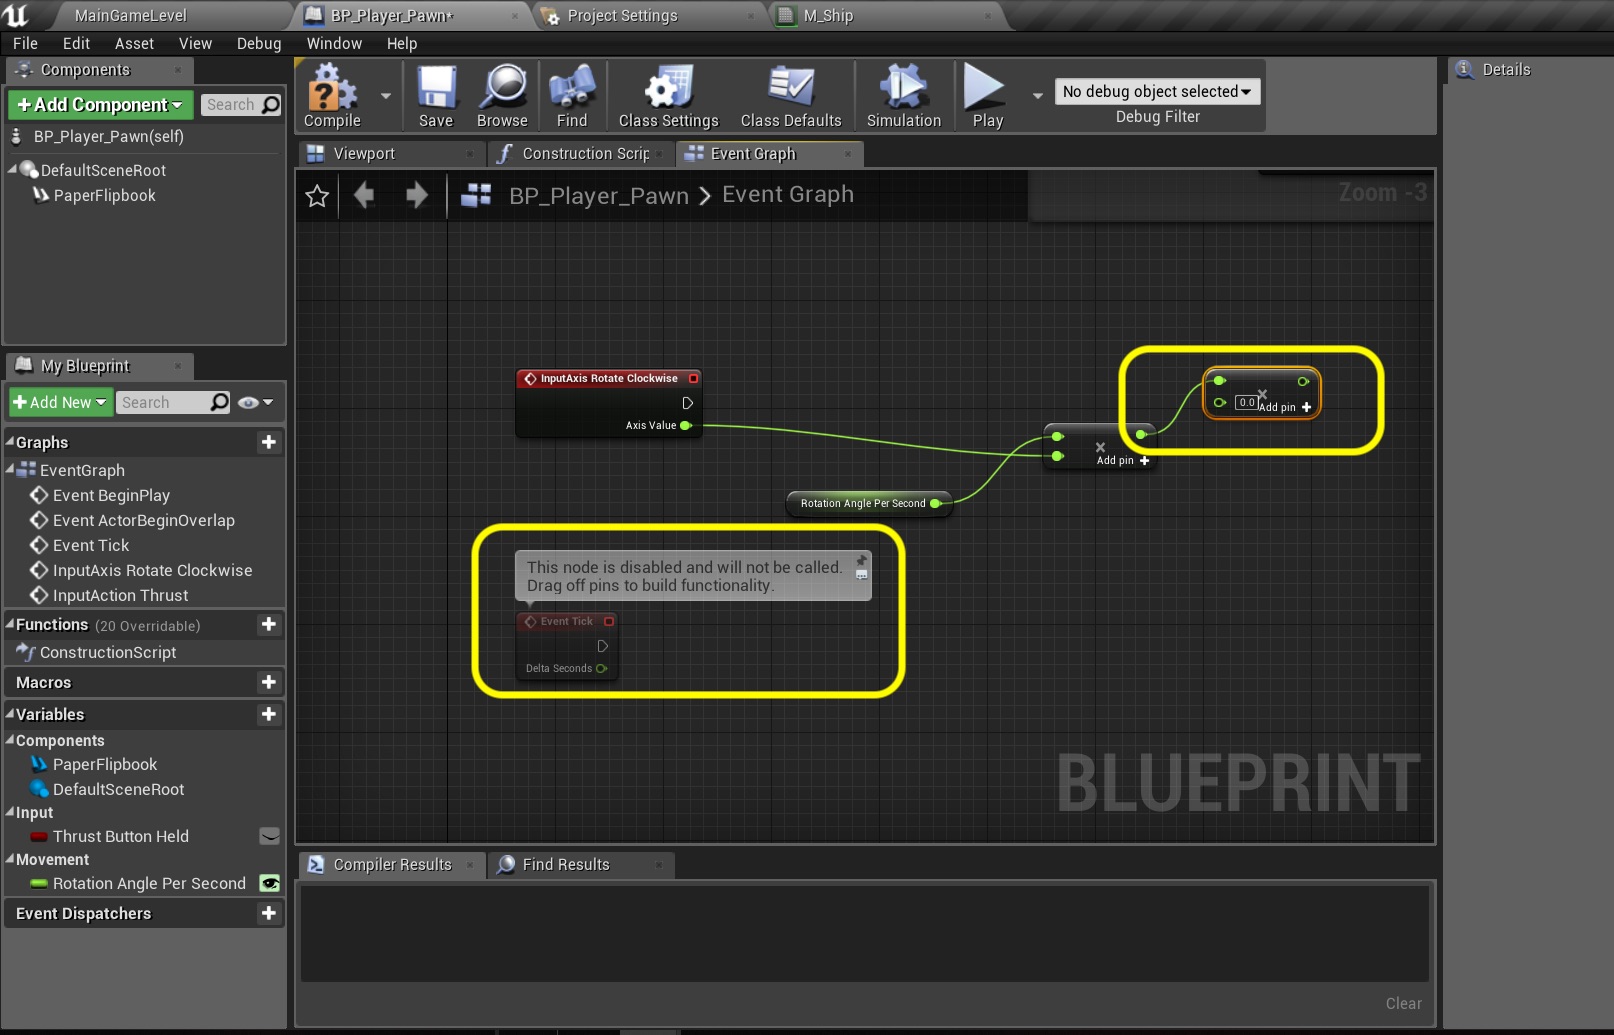 MainGameLevel
BP_Player_Pawn*
Project Settings
M_Ship
File Edit Asset View Debug Window Help
Components
Details
+Add Component
Search
BP_Player_Pawn(self)
DefaultSceneRoot
PaperFlipbook
Compile
Save
Browse
Find
Class Settings
Class Defaults
Simulation
Play
No debug object selected
Debug Filter
Viewport
Construction Scrip
Event Graph
BP_Player_Pawn > Event Graph
Zoom -3
My Blueprint
+Add New
Search
Graphs
EventGraph
Event BeginPlay
Event ActorBeginOverlap
Event Tick
InputAxis Rotate Clockwise
InputAction Thrust
Functions (20 Overridable)
ConstructionScript
Macros
Variables
Components
PaperFlipbook
DefaultSceneRoot
Input
Thrust Button Held
Movement
Rotation Angle Per Second
Event Dispatchers
InputAxis Rotate Clockwise
Axis Value
0.0
Add pin +
Add pin +
Rotation Angle Per Second
This node is disabled and will not be called.
Drag off pins to build functionality.
Event Tick
Delta Seconds
BLUEPRINT
Compiler Results
Find Results
Clear